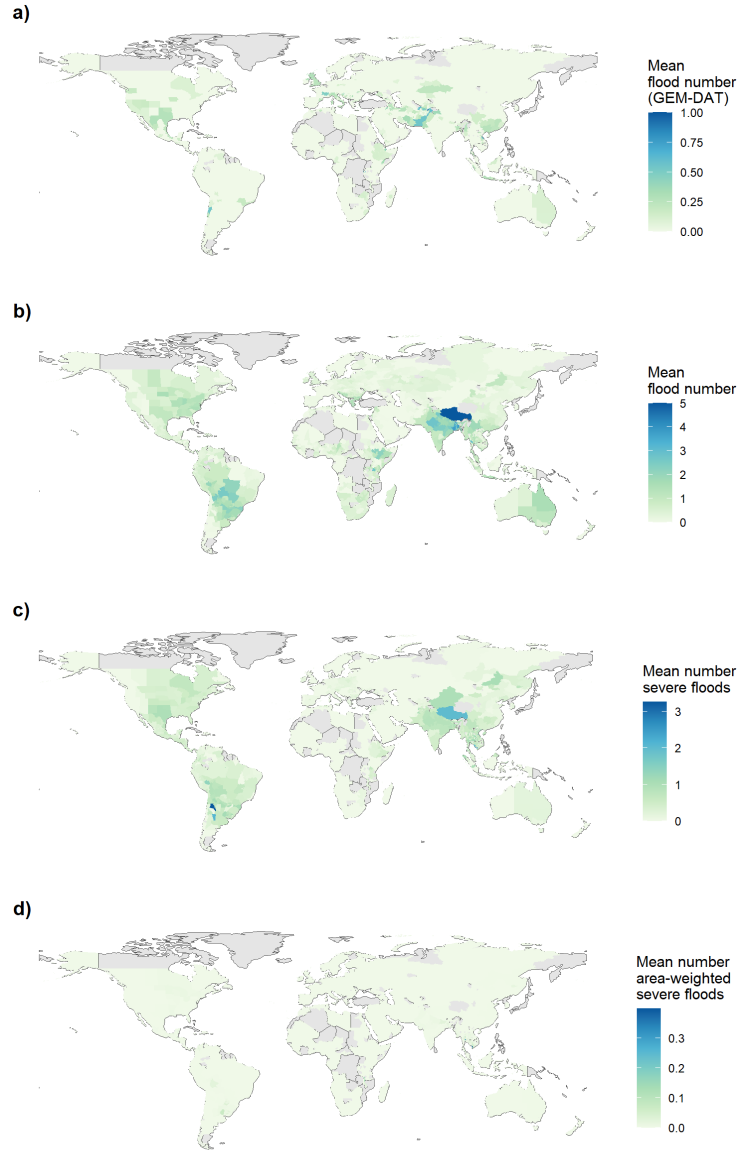 a)
Mean
flood number
(GEM-DAT)
1.00
0.75
0.50
0.25
0.00
b)
Mean
flood number
5
4
3
2
1
0
c)
Mean number
severe floods
3
2
1
0
d)
Mean number
area-weighted
severe floods
0.3
0.2
0.1
0.0